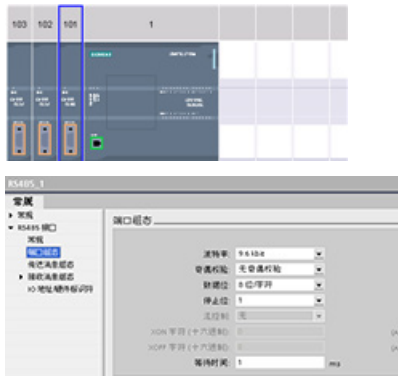 103 102 101 1
SIEMENS
RS485_1
常规
常规
RS485 接口
常规
端口组态
传送消息组态
接收消息组态
IO 地址/硬件标识符
端口组态
波特率: 9.6 kbit
奇偶校验: 无奇偶校验
数据位: 8 位/字符
停止位: 1
流控制: 无
XON 字符 (十六进制): 0
XOFF 字符 (十六进制): 0
等待时间: 1 ms